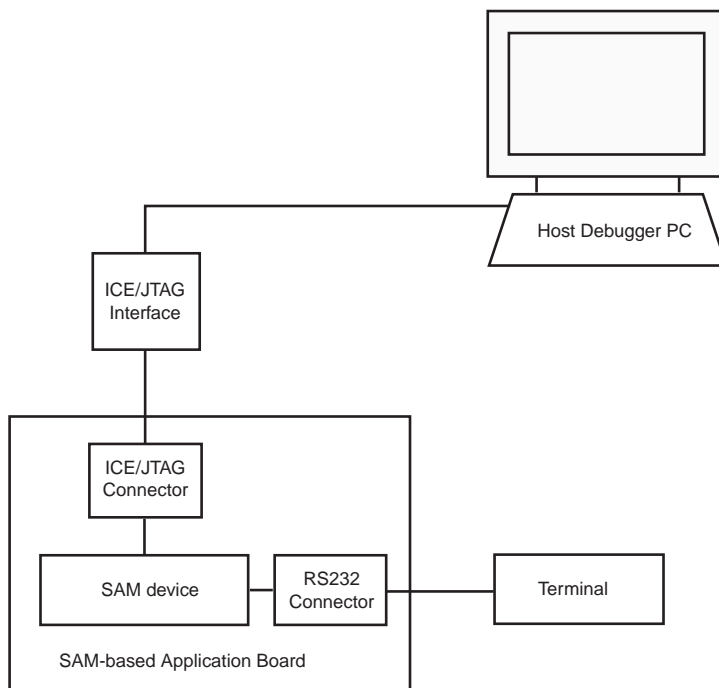 Host Debugger PC
ICE/JTAG
Interface
ICE/JTAG
Connector
SAM device
RS232
Connector
Terminal
SAM-based Application Board